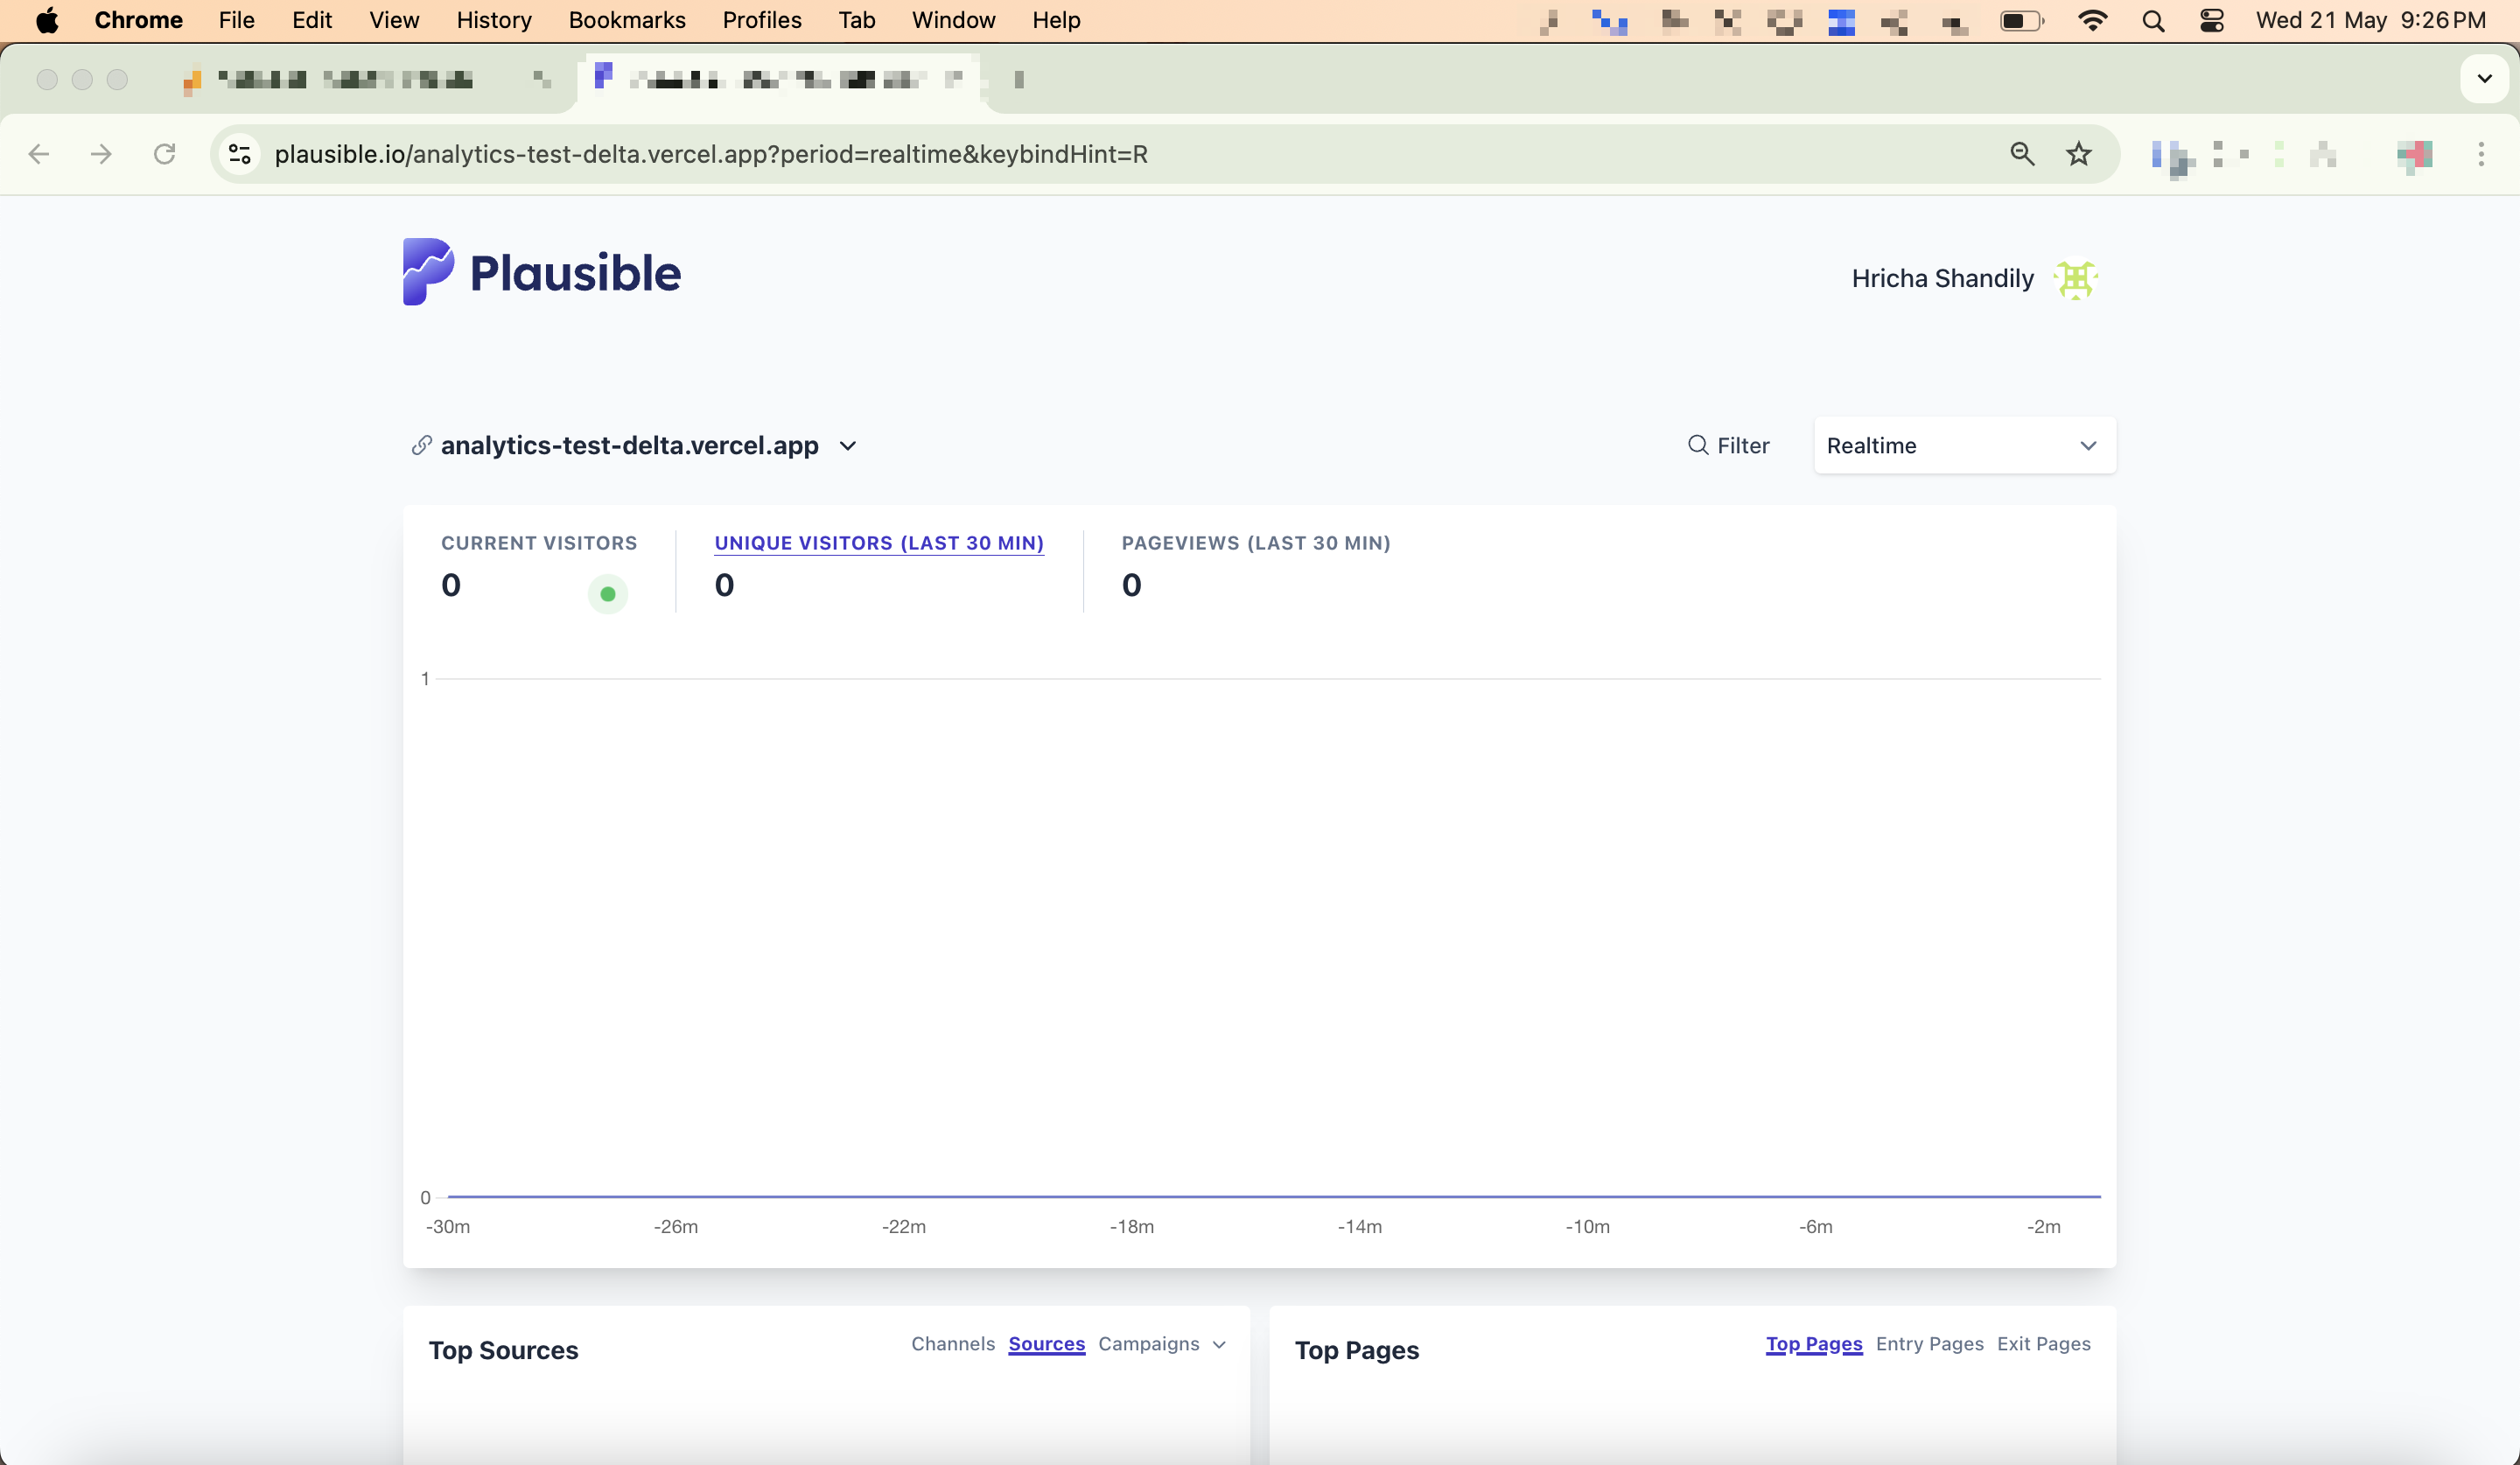 Chrome File Edit View History Bookmarks Profiles Tab Window Help Wed 21 May 9:26 PM
plausible.io/analytics-test-delta.vercel.app?period=realtime&keybindHint=R
Plausible
Hricha Shandily
analytics-test-delta.vercel.app
Filter
Realtime
CURRENT VISITORS
0
UNIQUE VISITORS (LAST 30 MIN)
0
PAGEVIEWS (LAST 30 MIN)
0
1
0
-30m -26m -22m -18m -14m -10m -6m -2m
Top Sources
Channels Sources Campaigns
Top Pages
Top Pages Entry Pages Exit Pages